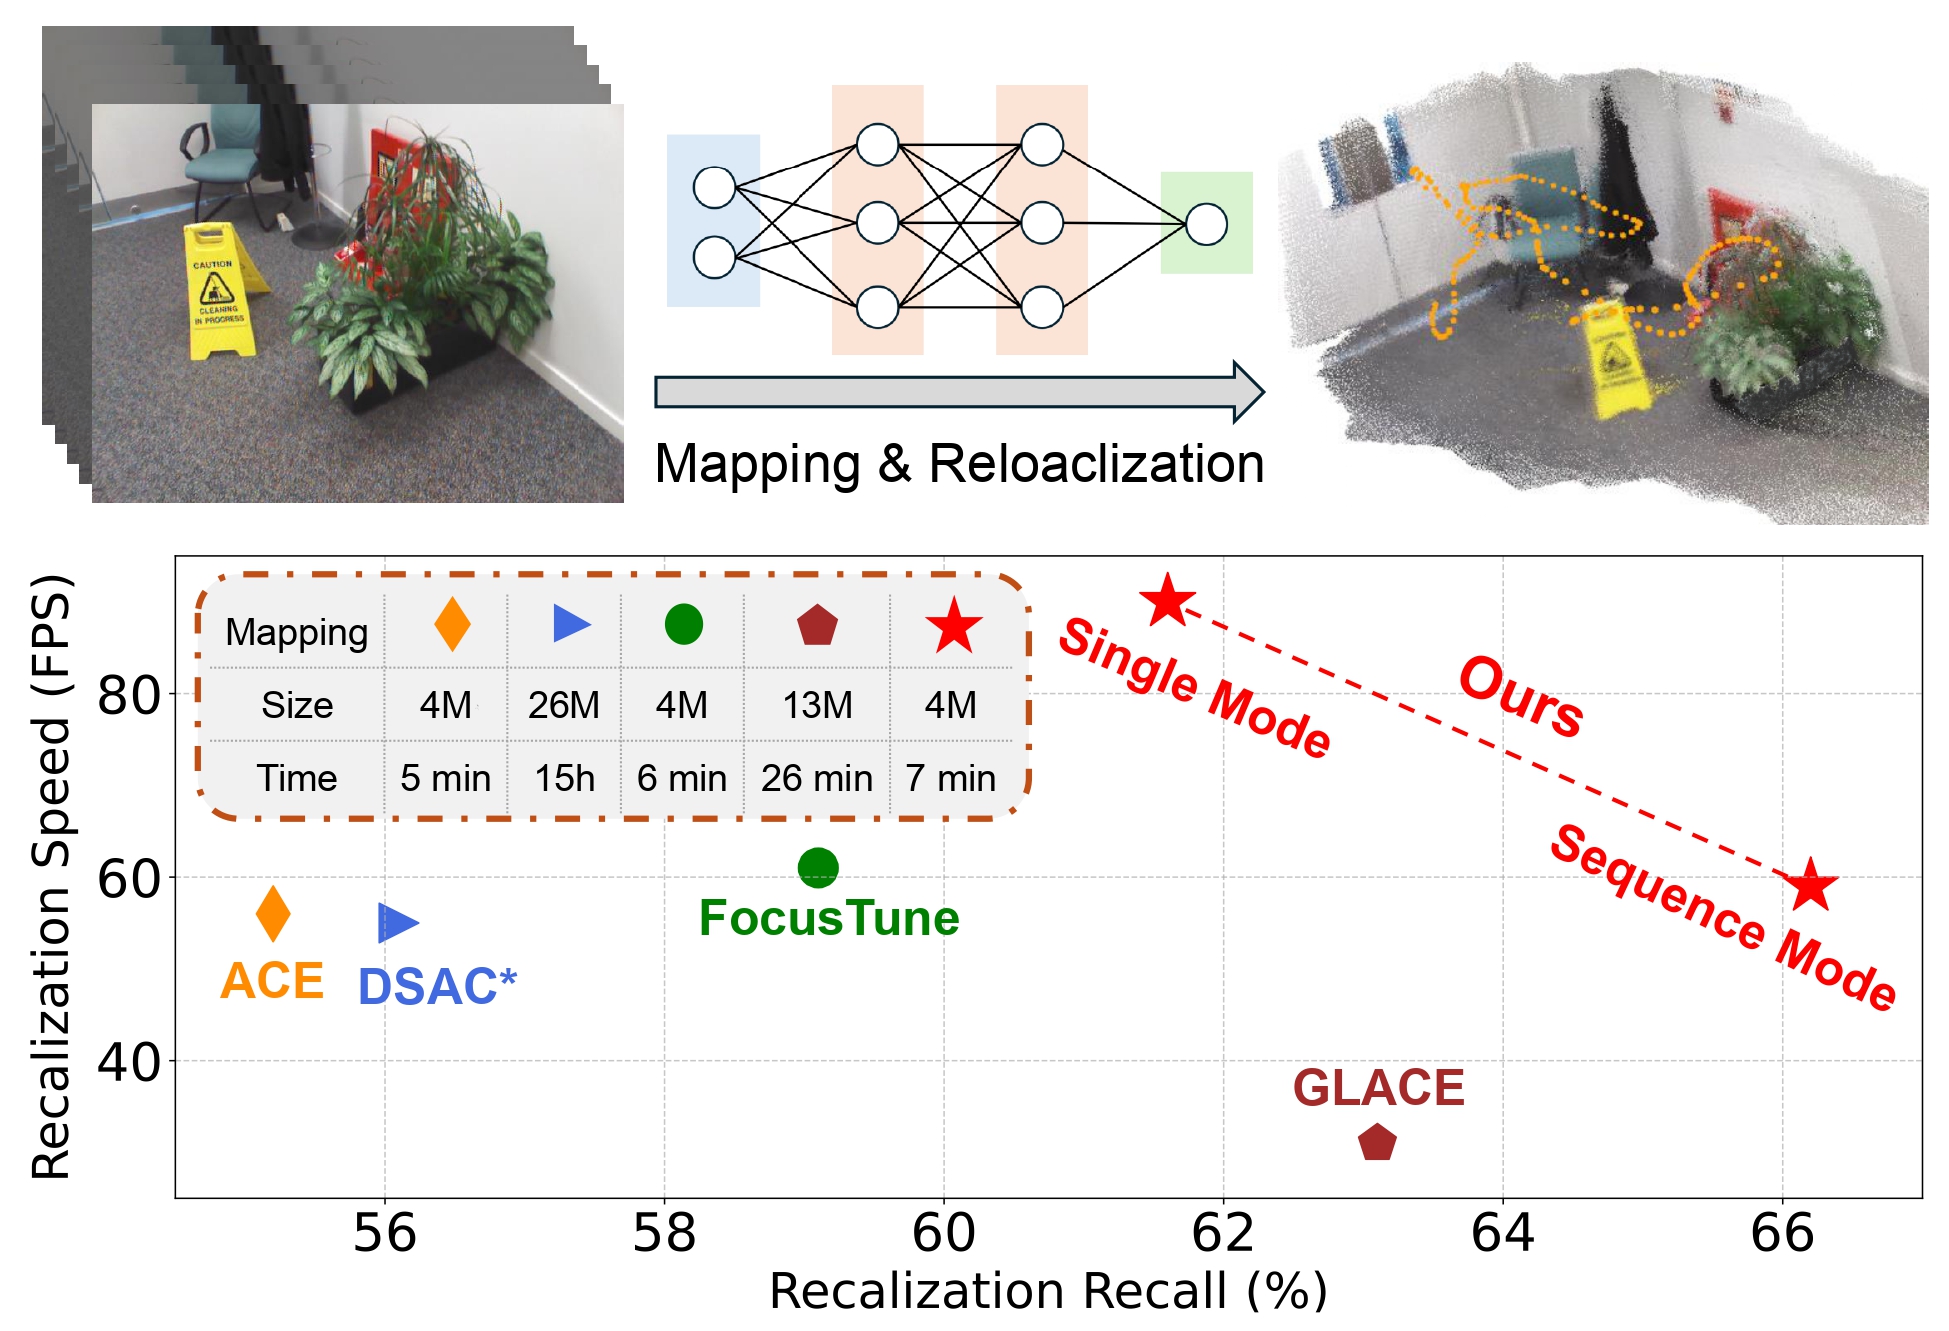 CAUTION
CLEANING
IN PROGRESS
Mapping & Reloaclization
Recalization Speed (FPS)
80
60
40
Mapping
Size 4M 26M 4M 13M 4M
Time 5 min 15h 6 min 26 min 7 min
Single Mode
Ours
Sequence Mode
FocusTune
ACE
DSAC*
GLACE
56 58 60 62 64 66
Recalization Recall (%)